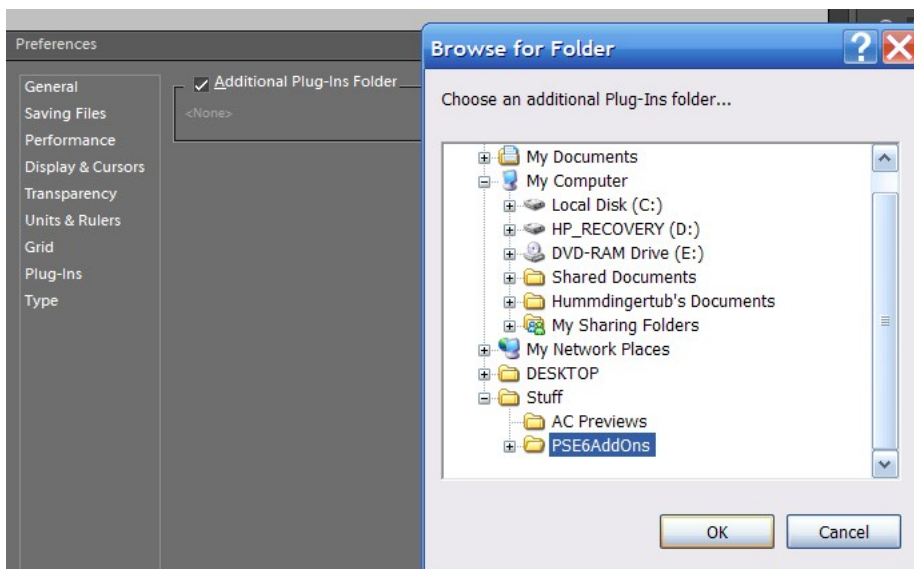 Preferences
General
Saving Files
Performance
Display & Cursors
Transparency
Units & Rulers
Grid
Plug-Ins
Type
Additional Plug-Ins Folder
<None>
Browse for Folder
Choose an additional Plug-Ins folder...
My Documents
My Computer
Local Disk (C:)
HP_RECOVERY (D:)
DVD-RAM Drive (E:)
Shared Documents
Hummdingertub's Documents
My Sharing Folders
My Network Places
DESKTOP
Stuff
AC Previews
PSE6AddOns
OK
Cancel